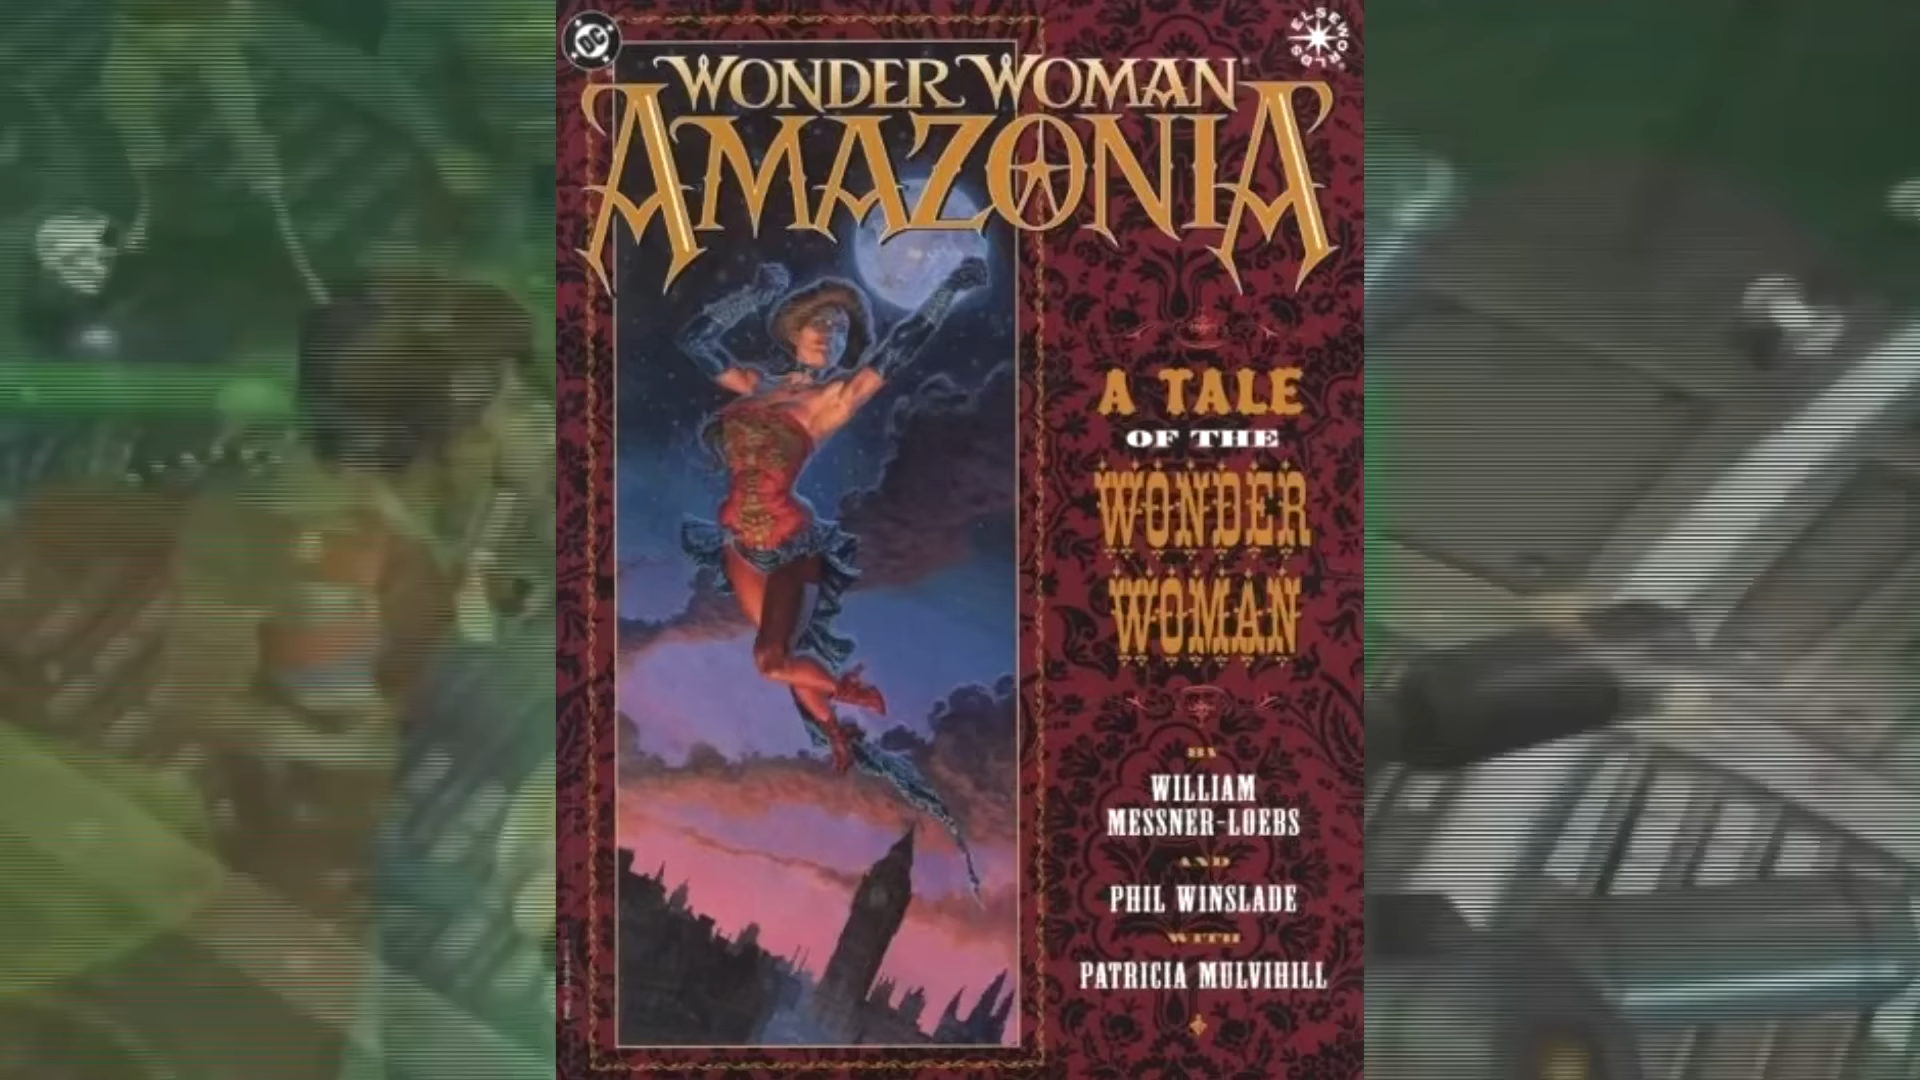 DC
ELSEWORLDS
WONDER WOMAN
AMAZONIA
A TALE
OF THE
WONDER
WOMAN
BY
WILLIAM
MESSNER-LOEBS
AND
PHIL WINSLADE
WITH
PATRICIA MULVIHILL